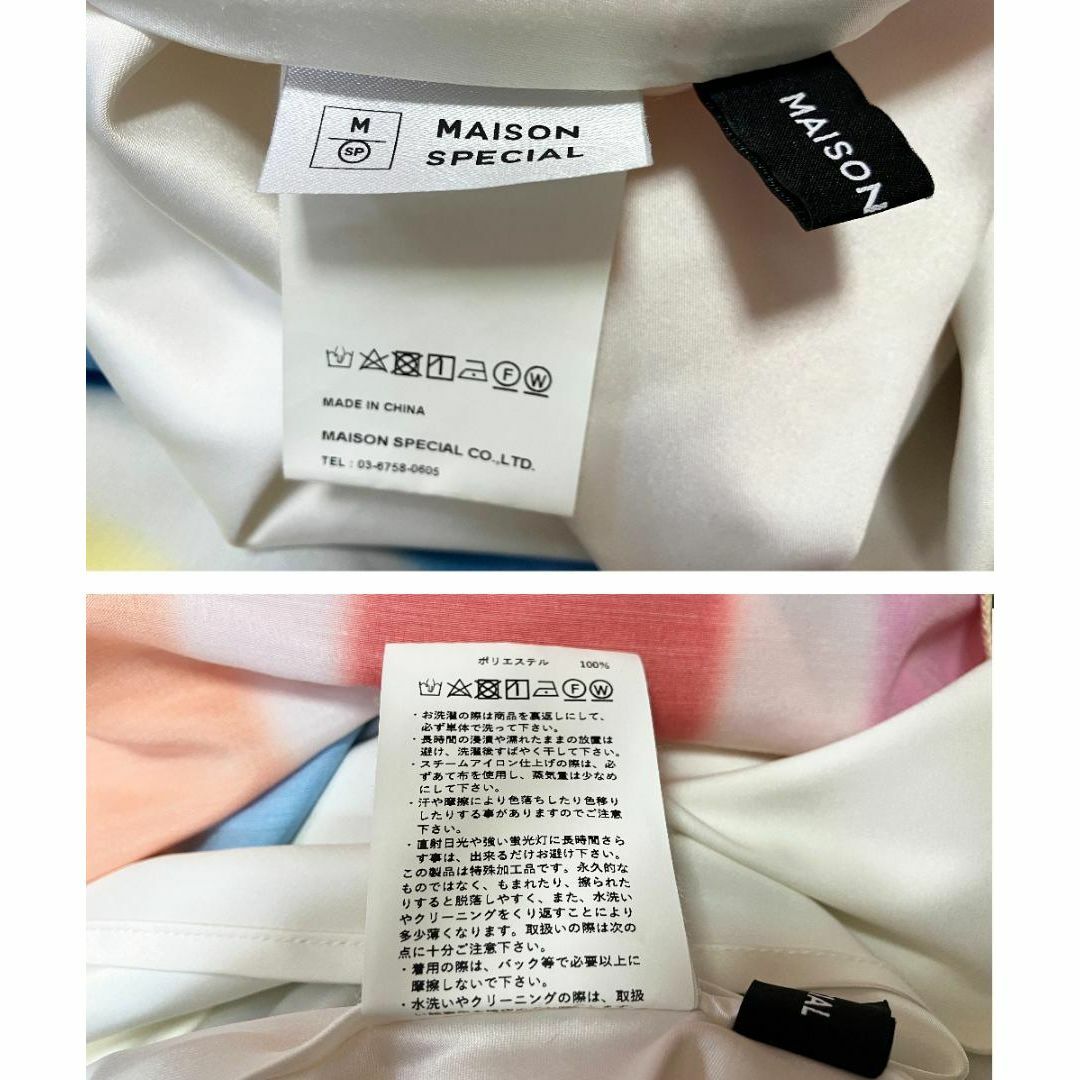 M
SP
MAISON
SPECIAL
MAISON
F W
MADE IN CHINA
MAISON SPECIAL CO.,LTD.
TEL : 03-6758-0605
ポリエステル 100%
F W
・お洗濯の際は商品を裏返しにして、
必ず単体で洗って下さい。
・長時間の浸漬や濡れたままの放置は
避け、洗濯後すばやく干して下さい。
・スチームアイロン仕上げの際は、必
ずあて布を使用し、蒸気量は少なめ
にして下さい。
・汗や摩擦により色落ちしたり色移り
したりする事がありますのでご注意
下さい。
・直射日光や強い蛍光灯に長時間さら
す事は、出来るだけお避け下さい。
この製品は特殊加工品です。永久的な
ものではなく、もまれたり、擦られた
りすると脱落しやすく、また、水洗い
やクリーニングをくり返すことにより
多少薄くなります。取扱いの際は次の
点に十分ご注意下さい。
・着用の際は、バック等で必要以上に
摩擦しないで下さい。
・水洗いやクリーニングの際は、取扱